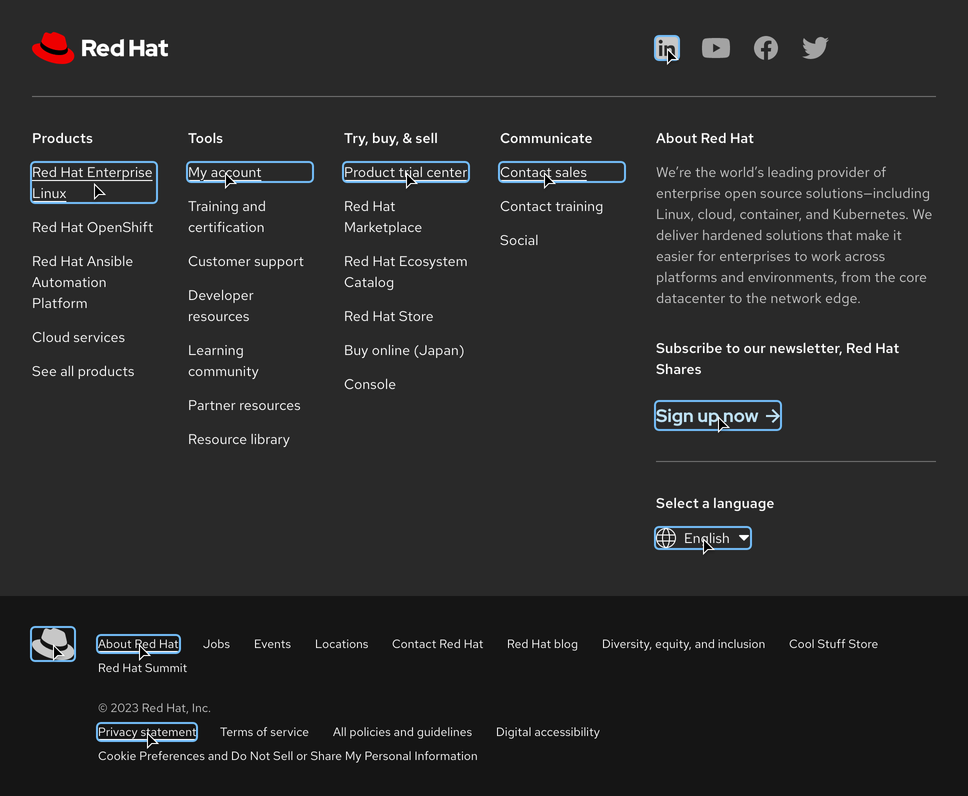 Red Hat
in
Products
Red Hat Enterprise
Linux
Red Hat OpenShift
Red Hat Ansible
Automation
Platform
Cloud services
See all products
Tools
My account
Training and
certification
Customer support
Developer
resources
Learning
community
Partner resources
Resource library
Try, buy, & sell
Product trial center
Red Hat
Marketplace
Red Hat Ecosystem
Catalog
Red Hat Store
Buy online (Japan)
Console
Communicate
Contact sales
Contact training
Social
About Red Hat
We’re the world’s leading provider of
enterprise open source solutions—including
Linux, cloud, container, and Kubernetes. We
deliver hardened solutions that make it
easier for enterprises to work across
platforms and environments, from the core
datacenter to the network edge.
Subscribe to our newsletter, Red Hat
Shares
Sign up now
Select a language
English
About Red Hat Jobs Events Locations Contact Red Hat Red Hat blog Diversity, equity, and inclusion Cool Stuff Store
Red Hat Summit
© 2023 Red Hat, Inc.
Privacy statement Terms of service All policies and guidelines Digital accessibility
Cookie Preferences and Do Not Sell or Share My Personal Information